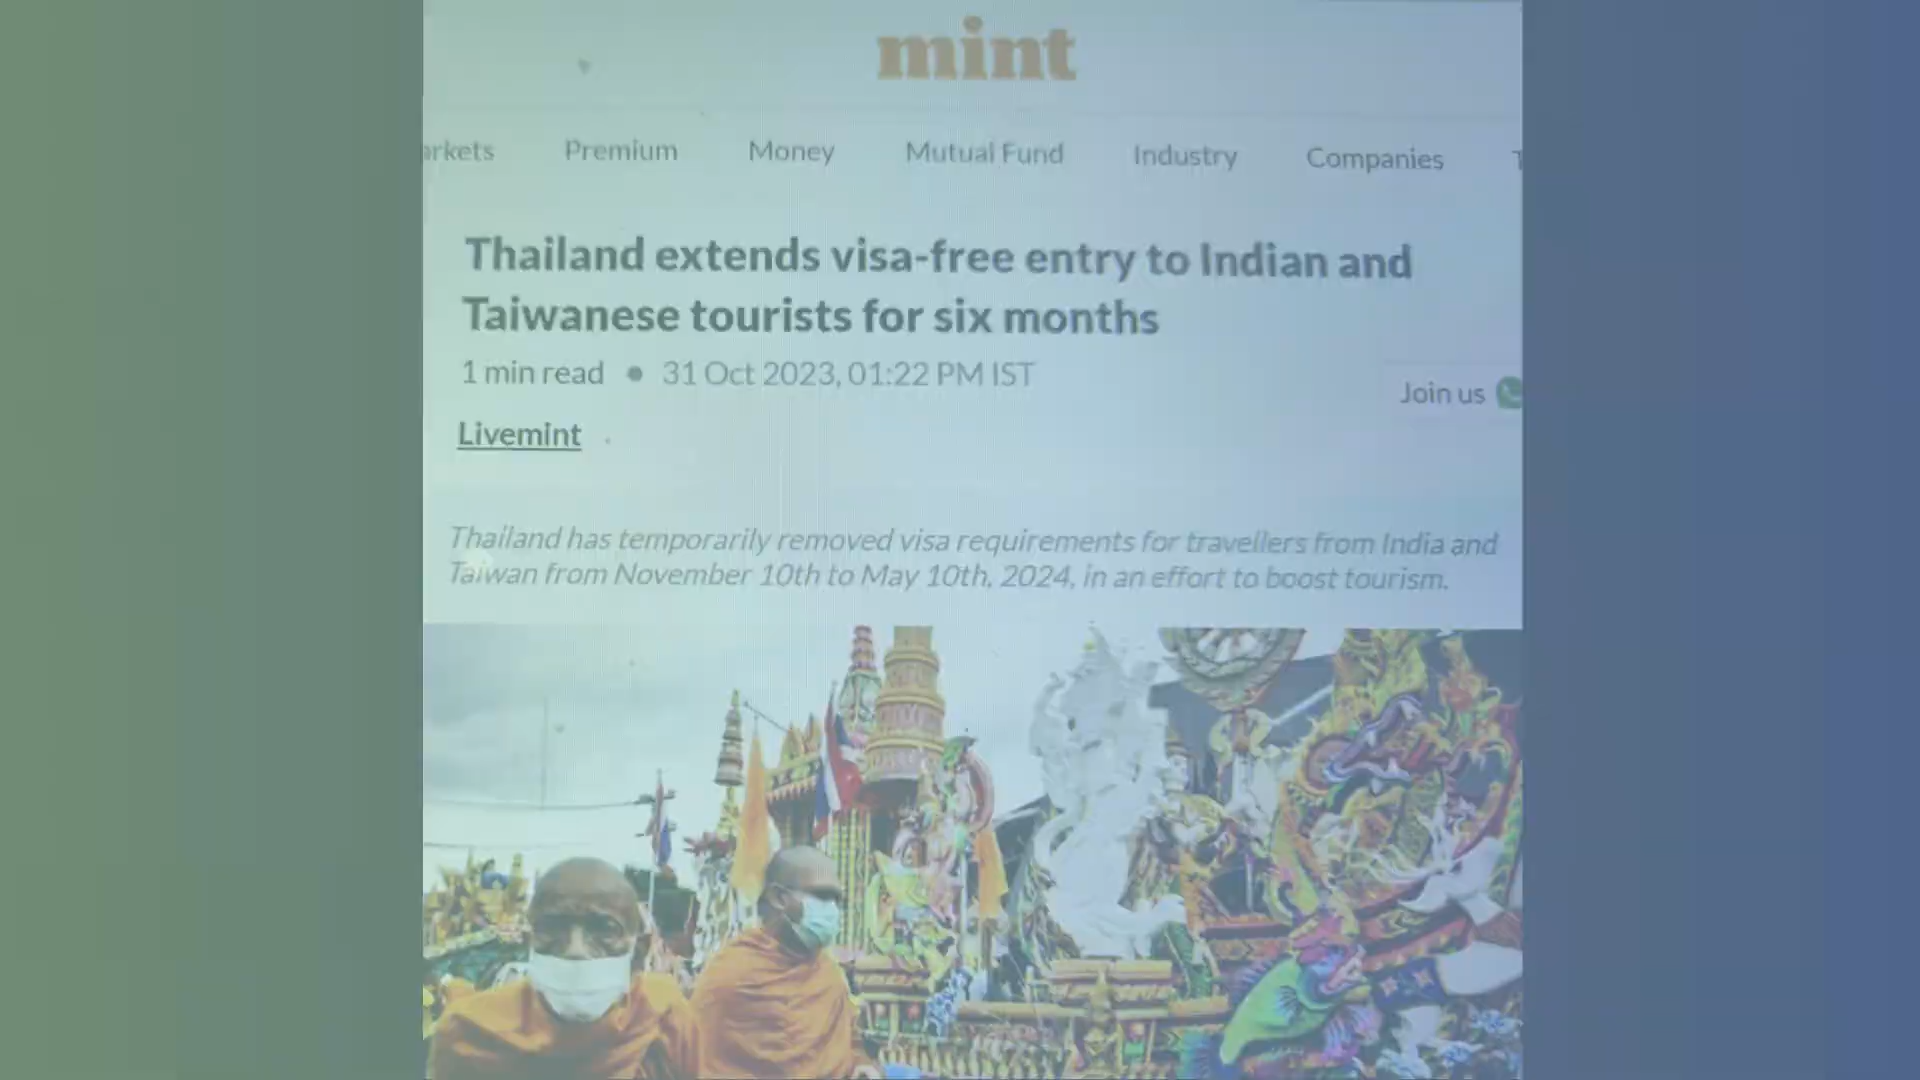 mint
arkets Premium Money Mutual Fund Industry Companies
Thailand extends visa-free entry to Indian and
Taiwanese tourists for six months
1 min read • 31 Oct 2023, 01:22 PM IST
Join us
Livemint
Thailand has temporarily removed visa requirements for travellers from India and
Taiwan from November 10th to May 10th, 2024, in an effort to boost tourism.